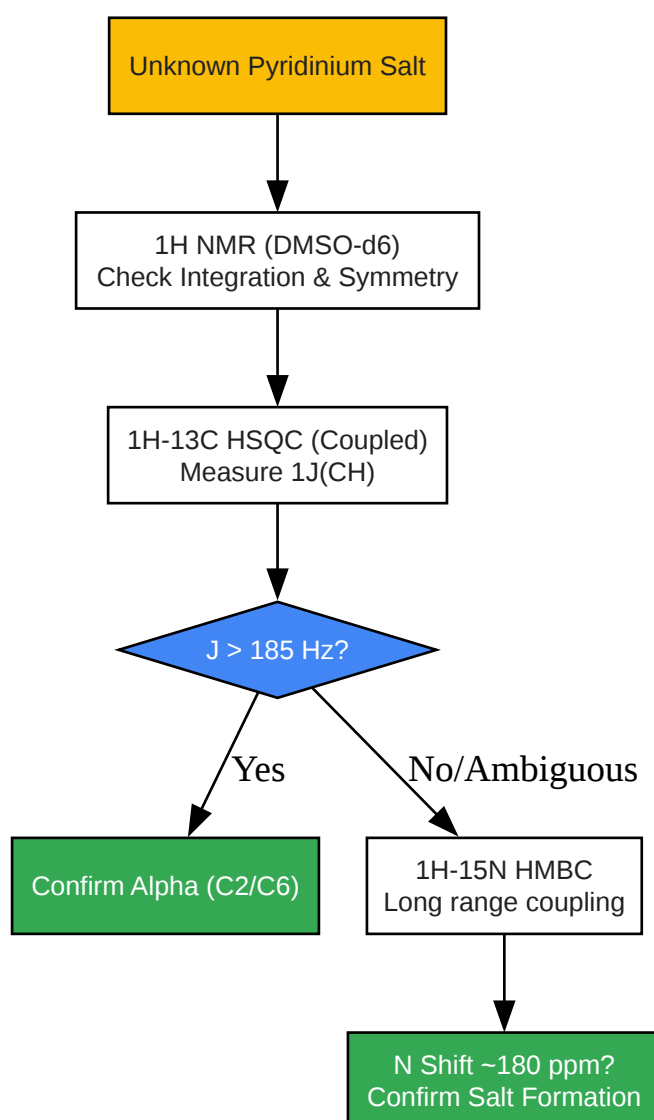 Unknown Pyridinium Salt
1H NMR (DMSO-d6)
Check Integration & Symmetry
1H-13C HSQC (Coupled)
Measure 1J(CH)
J > 185 Hz?
Yes
No/Ambiguous
Confirm Alpha (C2/C6)
1H-15N HMBC
Long range coupling
N Shift ~180 ppm?
Confirm Salt Formation